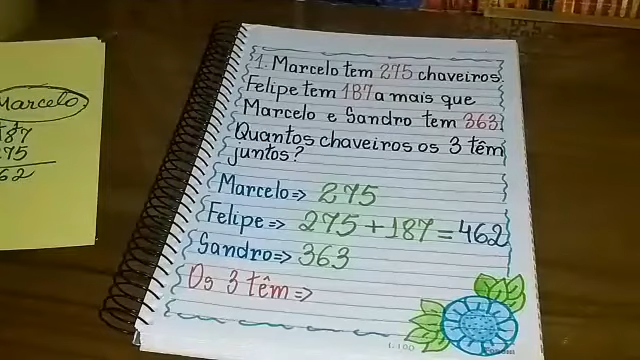 Marcelo
187
275
462
1. Marcelo tem 275 chaveiros.
Felipe tem 187 a mais que
Marcelo e Sandro tem 363.
Quantos chaveiros os 3 têm
juntos?
Marcelo=> 275
Felipe=> 275+187=462
Sandro=> 363
Os 3 têm=>